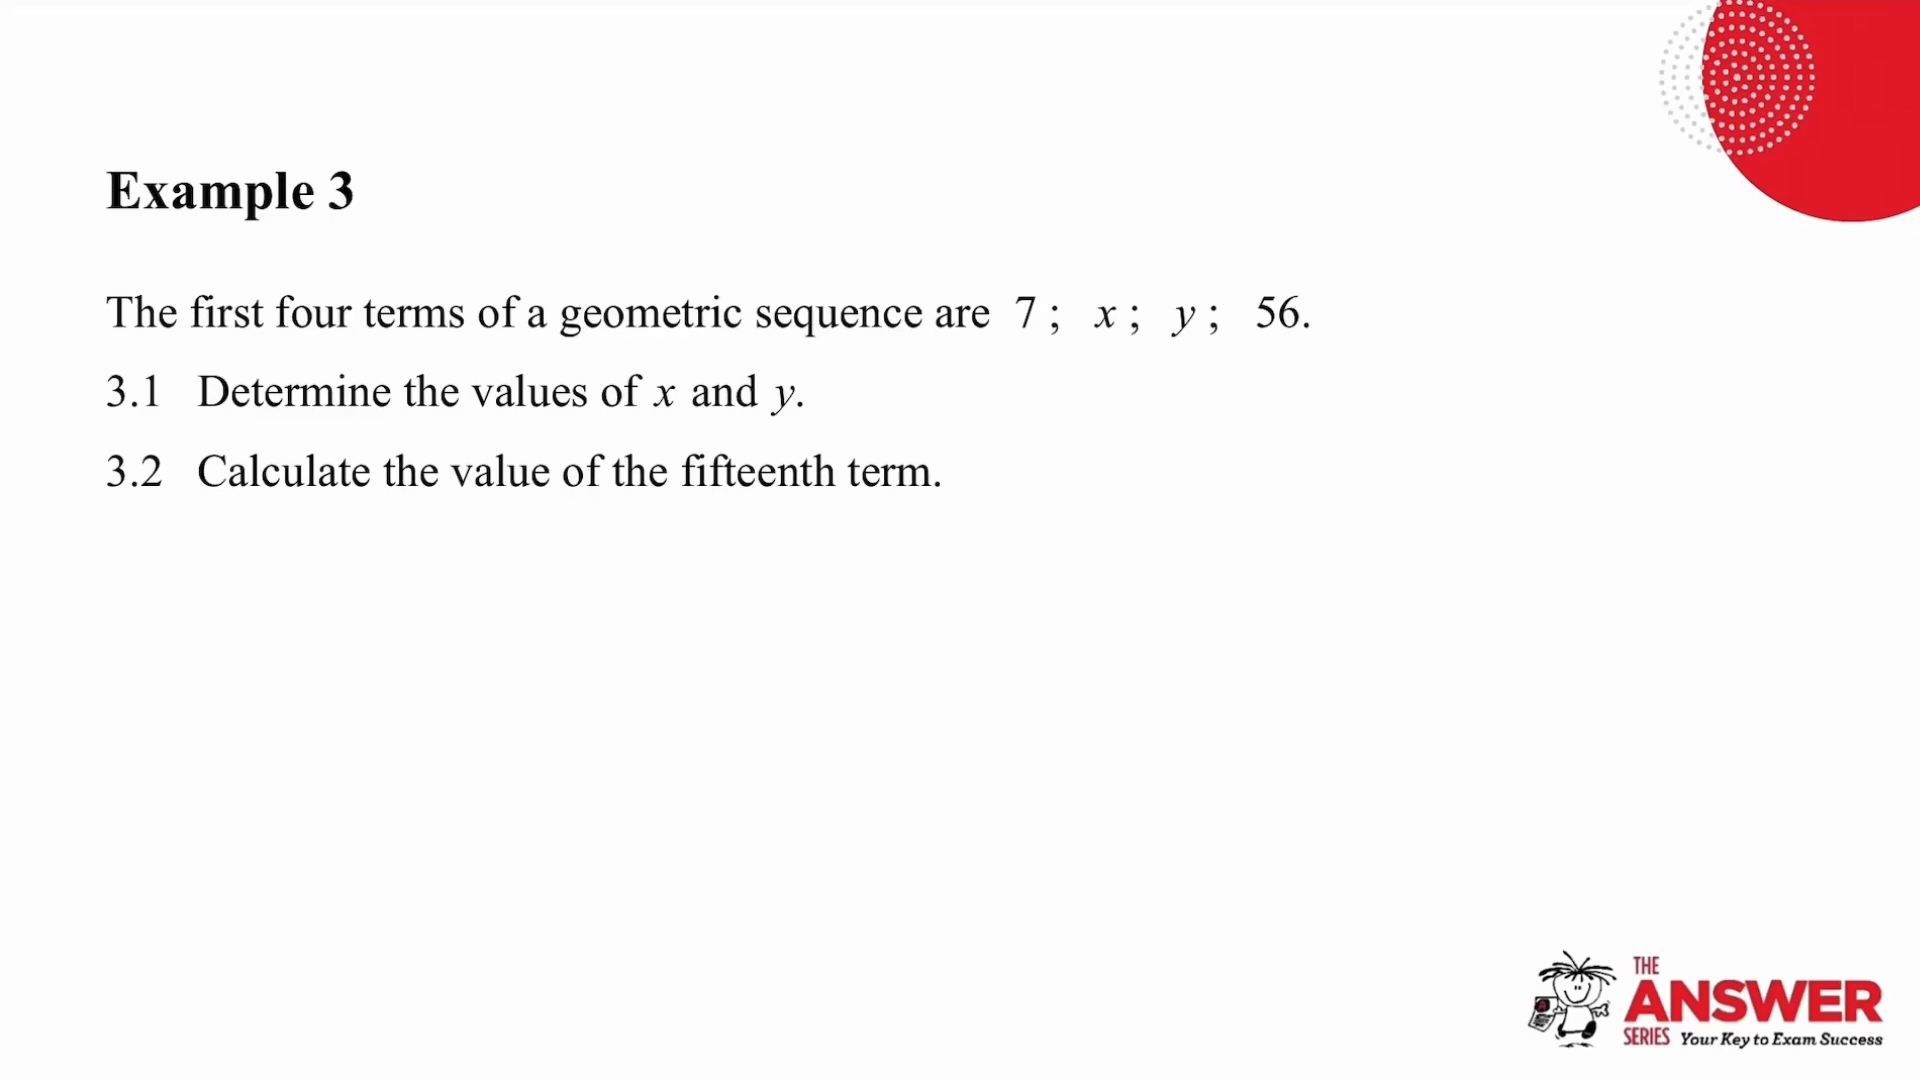 Example 3
The first four terms of a geometric sequence are 7 ; x ; y ; 56.
3.1 Determine the values of x and y.
3.2 Calculate the value of the fifteenth term.
THE
ANSWER
SERIES Your Key to Exam Success